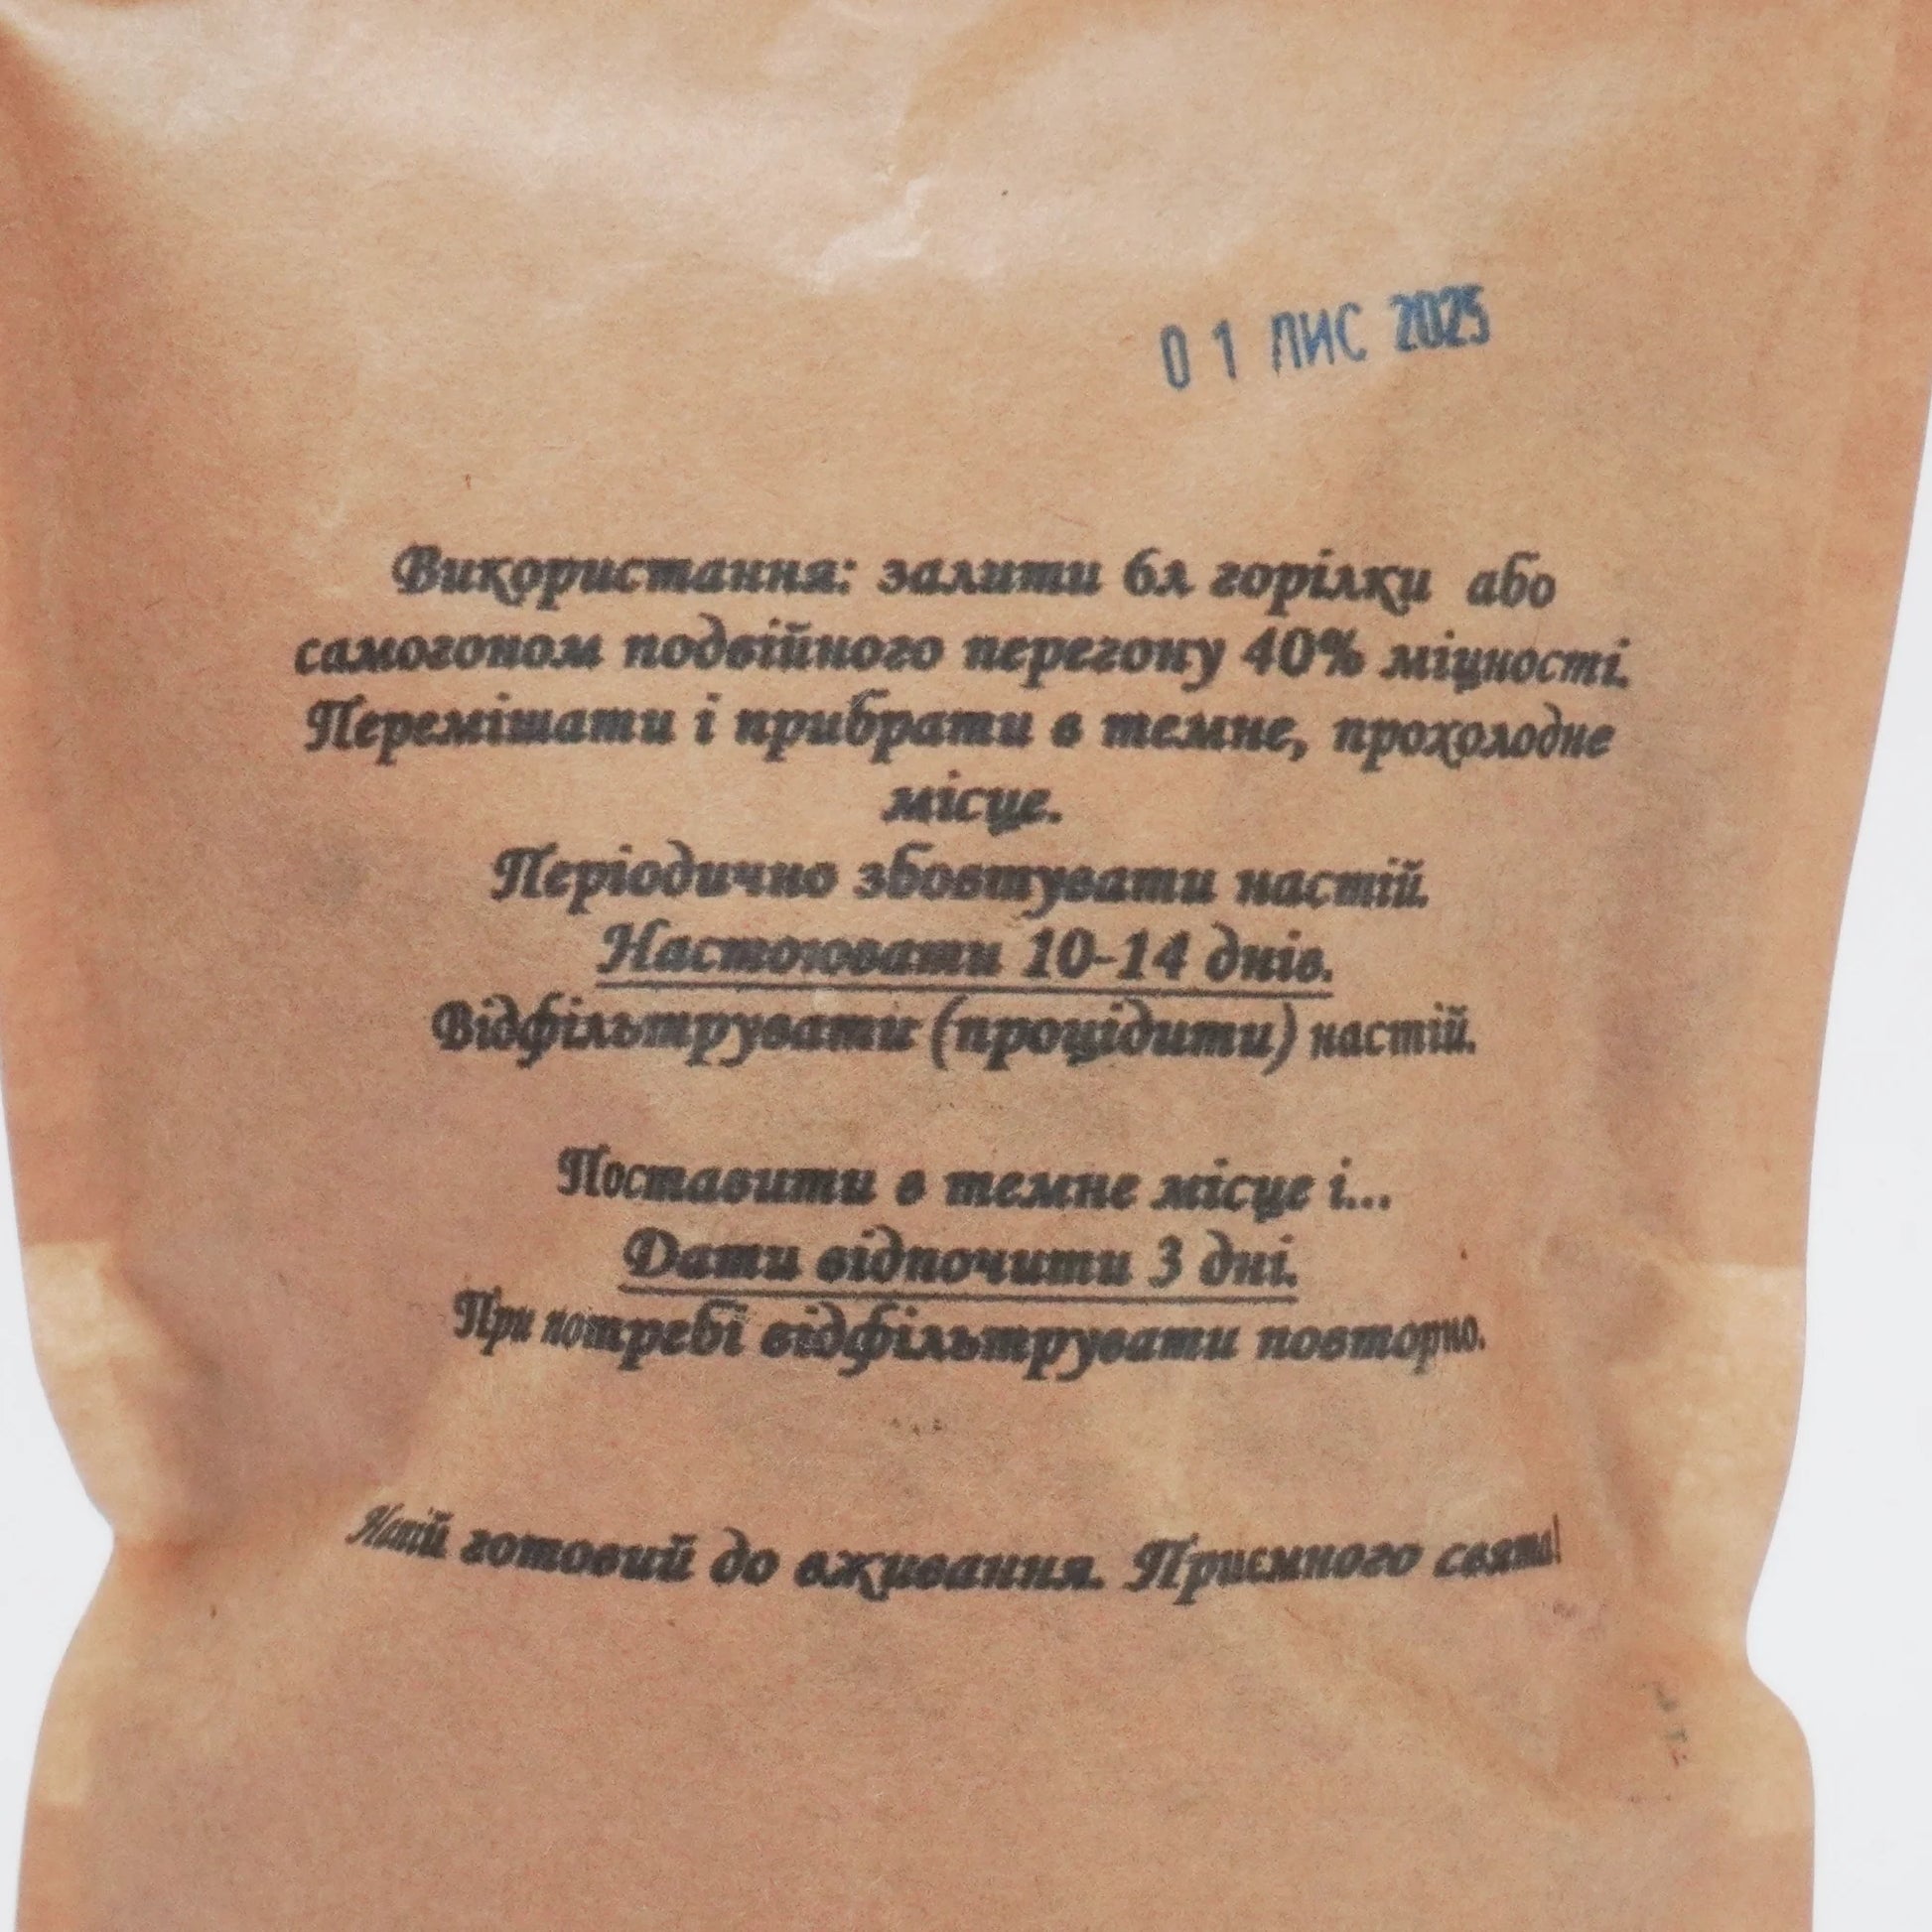 01 ЛИС 2025
Використання: залити 6л горілки або
самогоном подвійного перегону 40% міцності.
Перемішати і прибрати в темне, прохолодне
місце.
Періодично збовтувати настій.
Настоювати 10-14 днів.
Відфільтрувати (процідити) настій.
Поставити в темне місце і...
Дати відпочити 3 дні.
При потребі відфільтрувати повторно.
Напій готовий до вживання. Приємного свята!